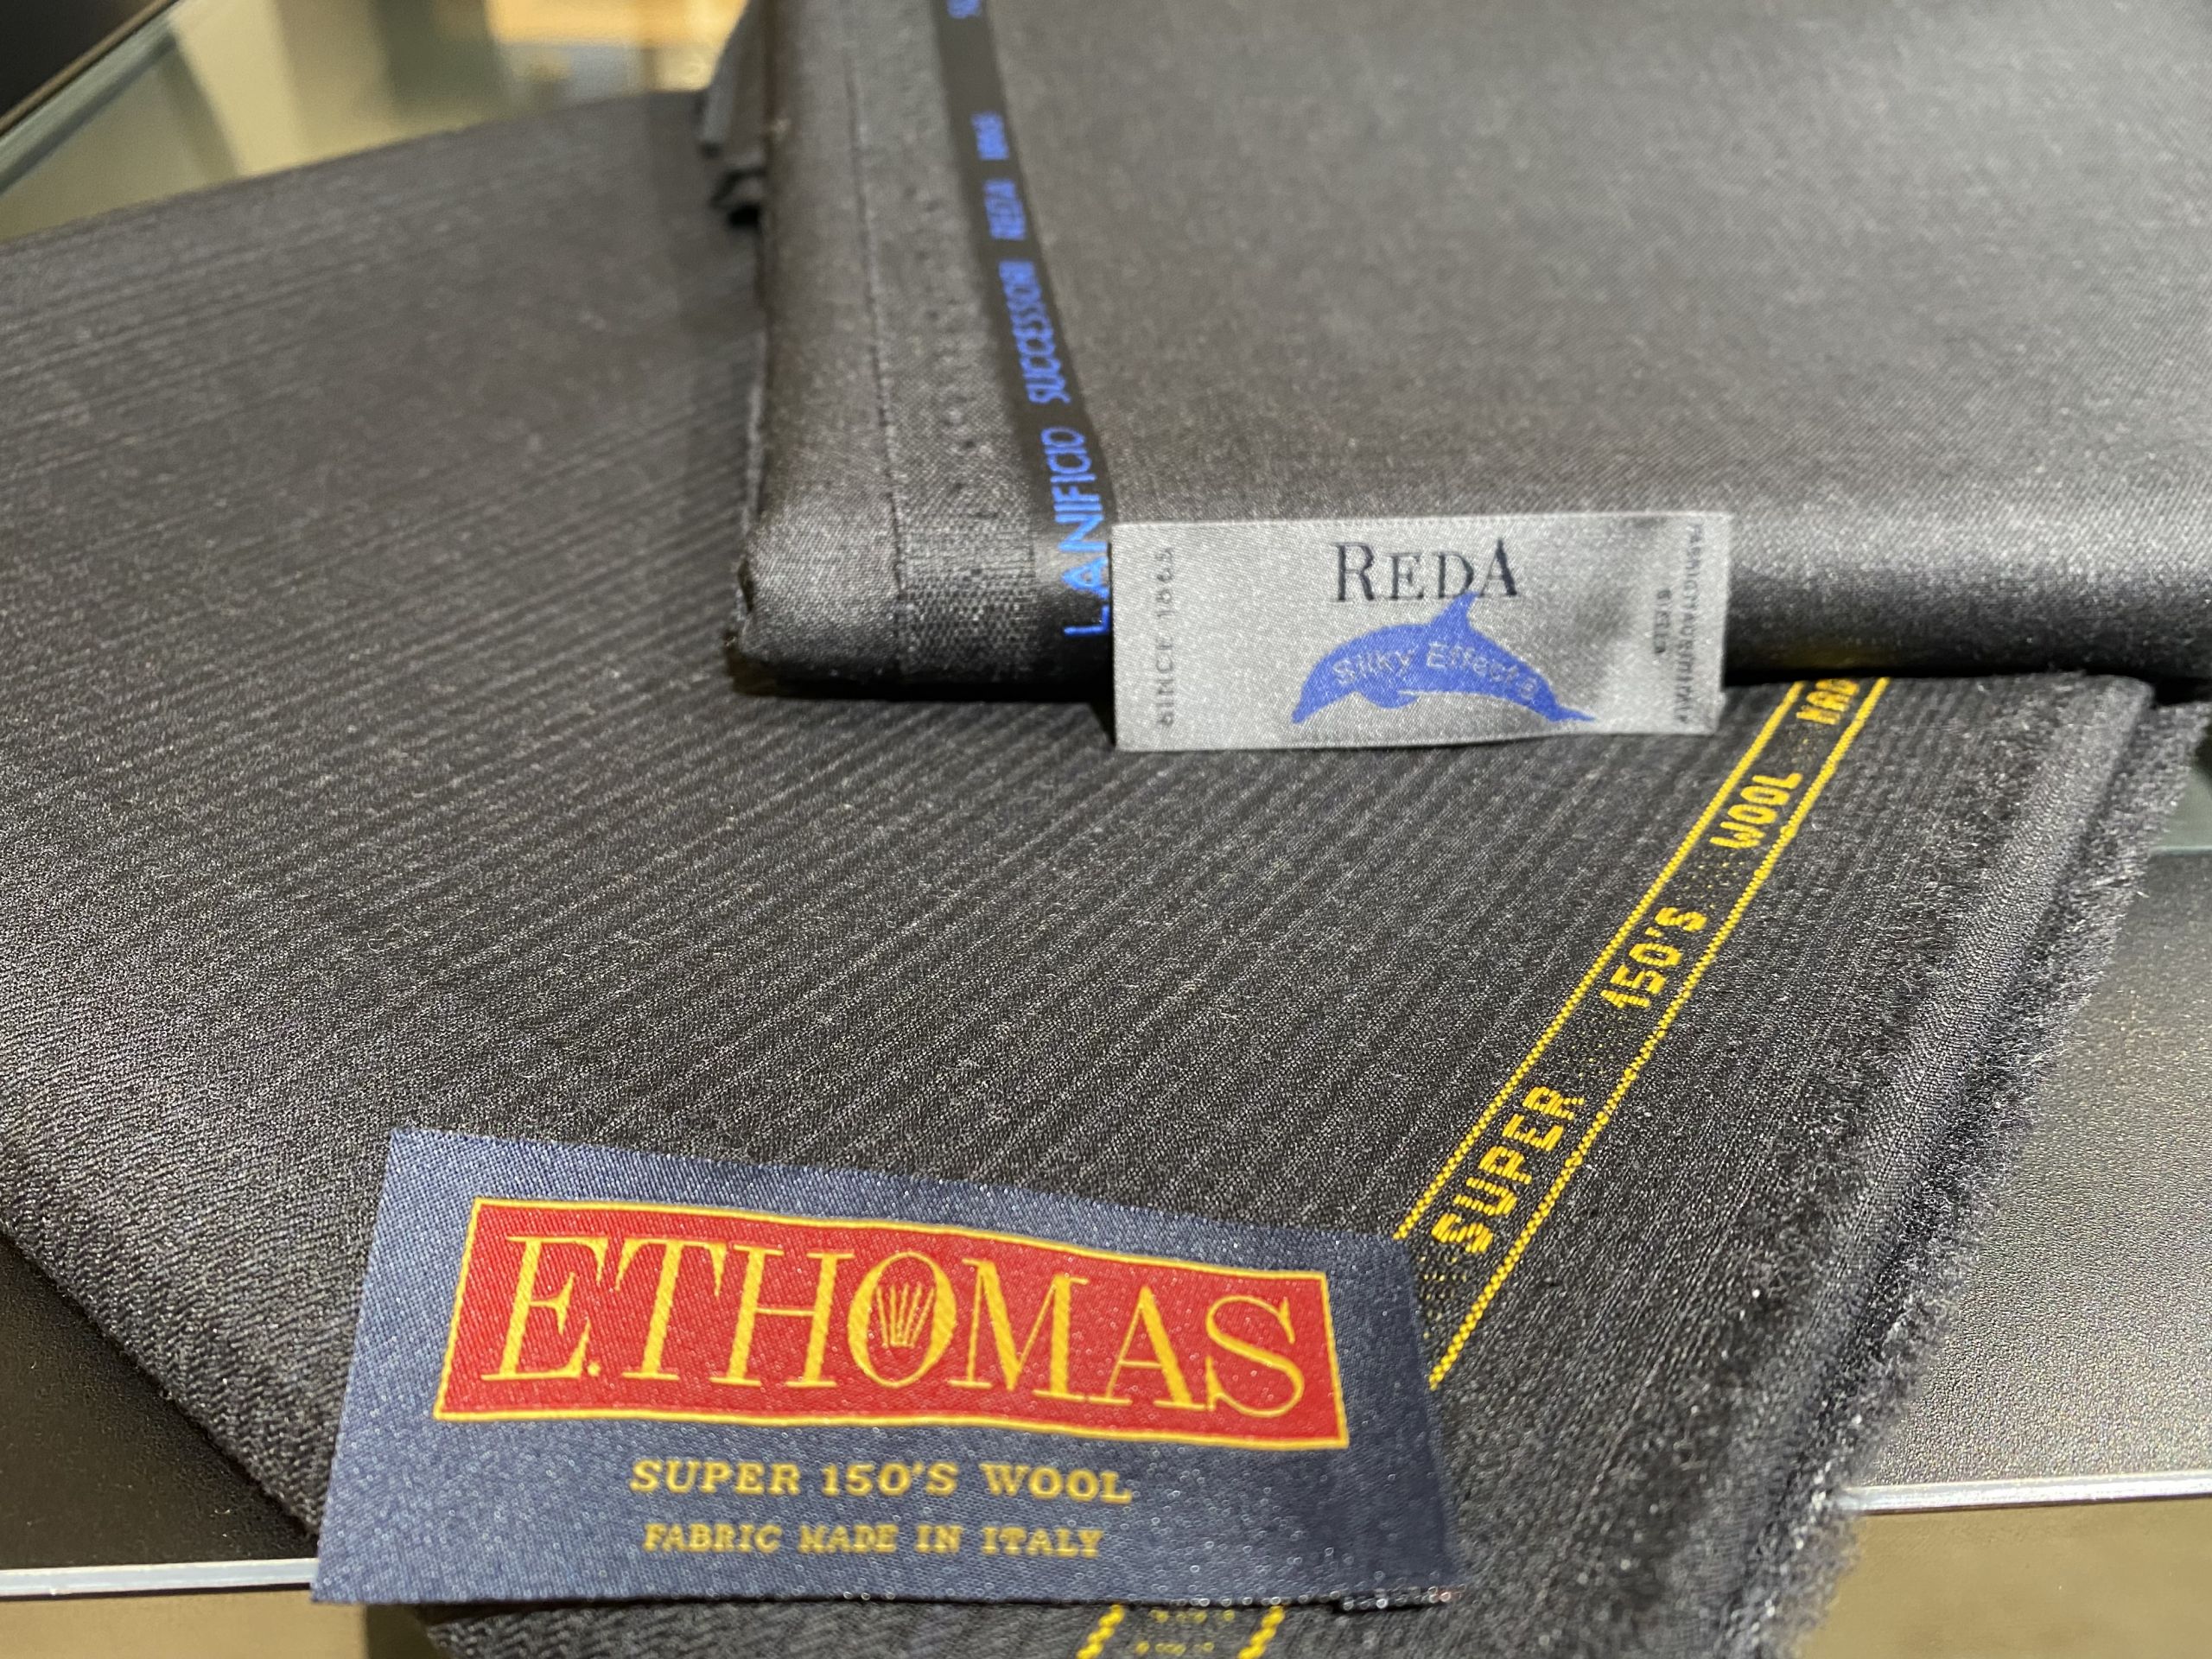 LANIFICIO SUCCESSORI REDA
SINCE 1865
REDA
Silky Effect's
SUPER 150'S WOOL
E.THOMAS
SUPER 150'S WOOL
FABRIC MADE IN ITALY